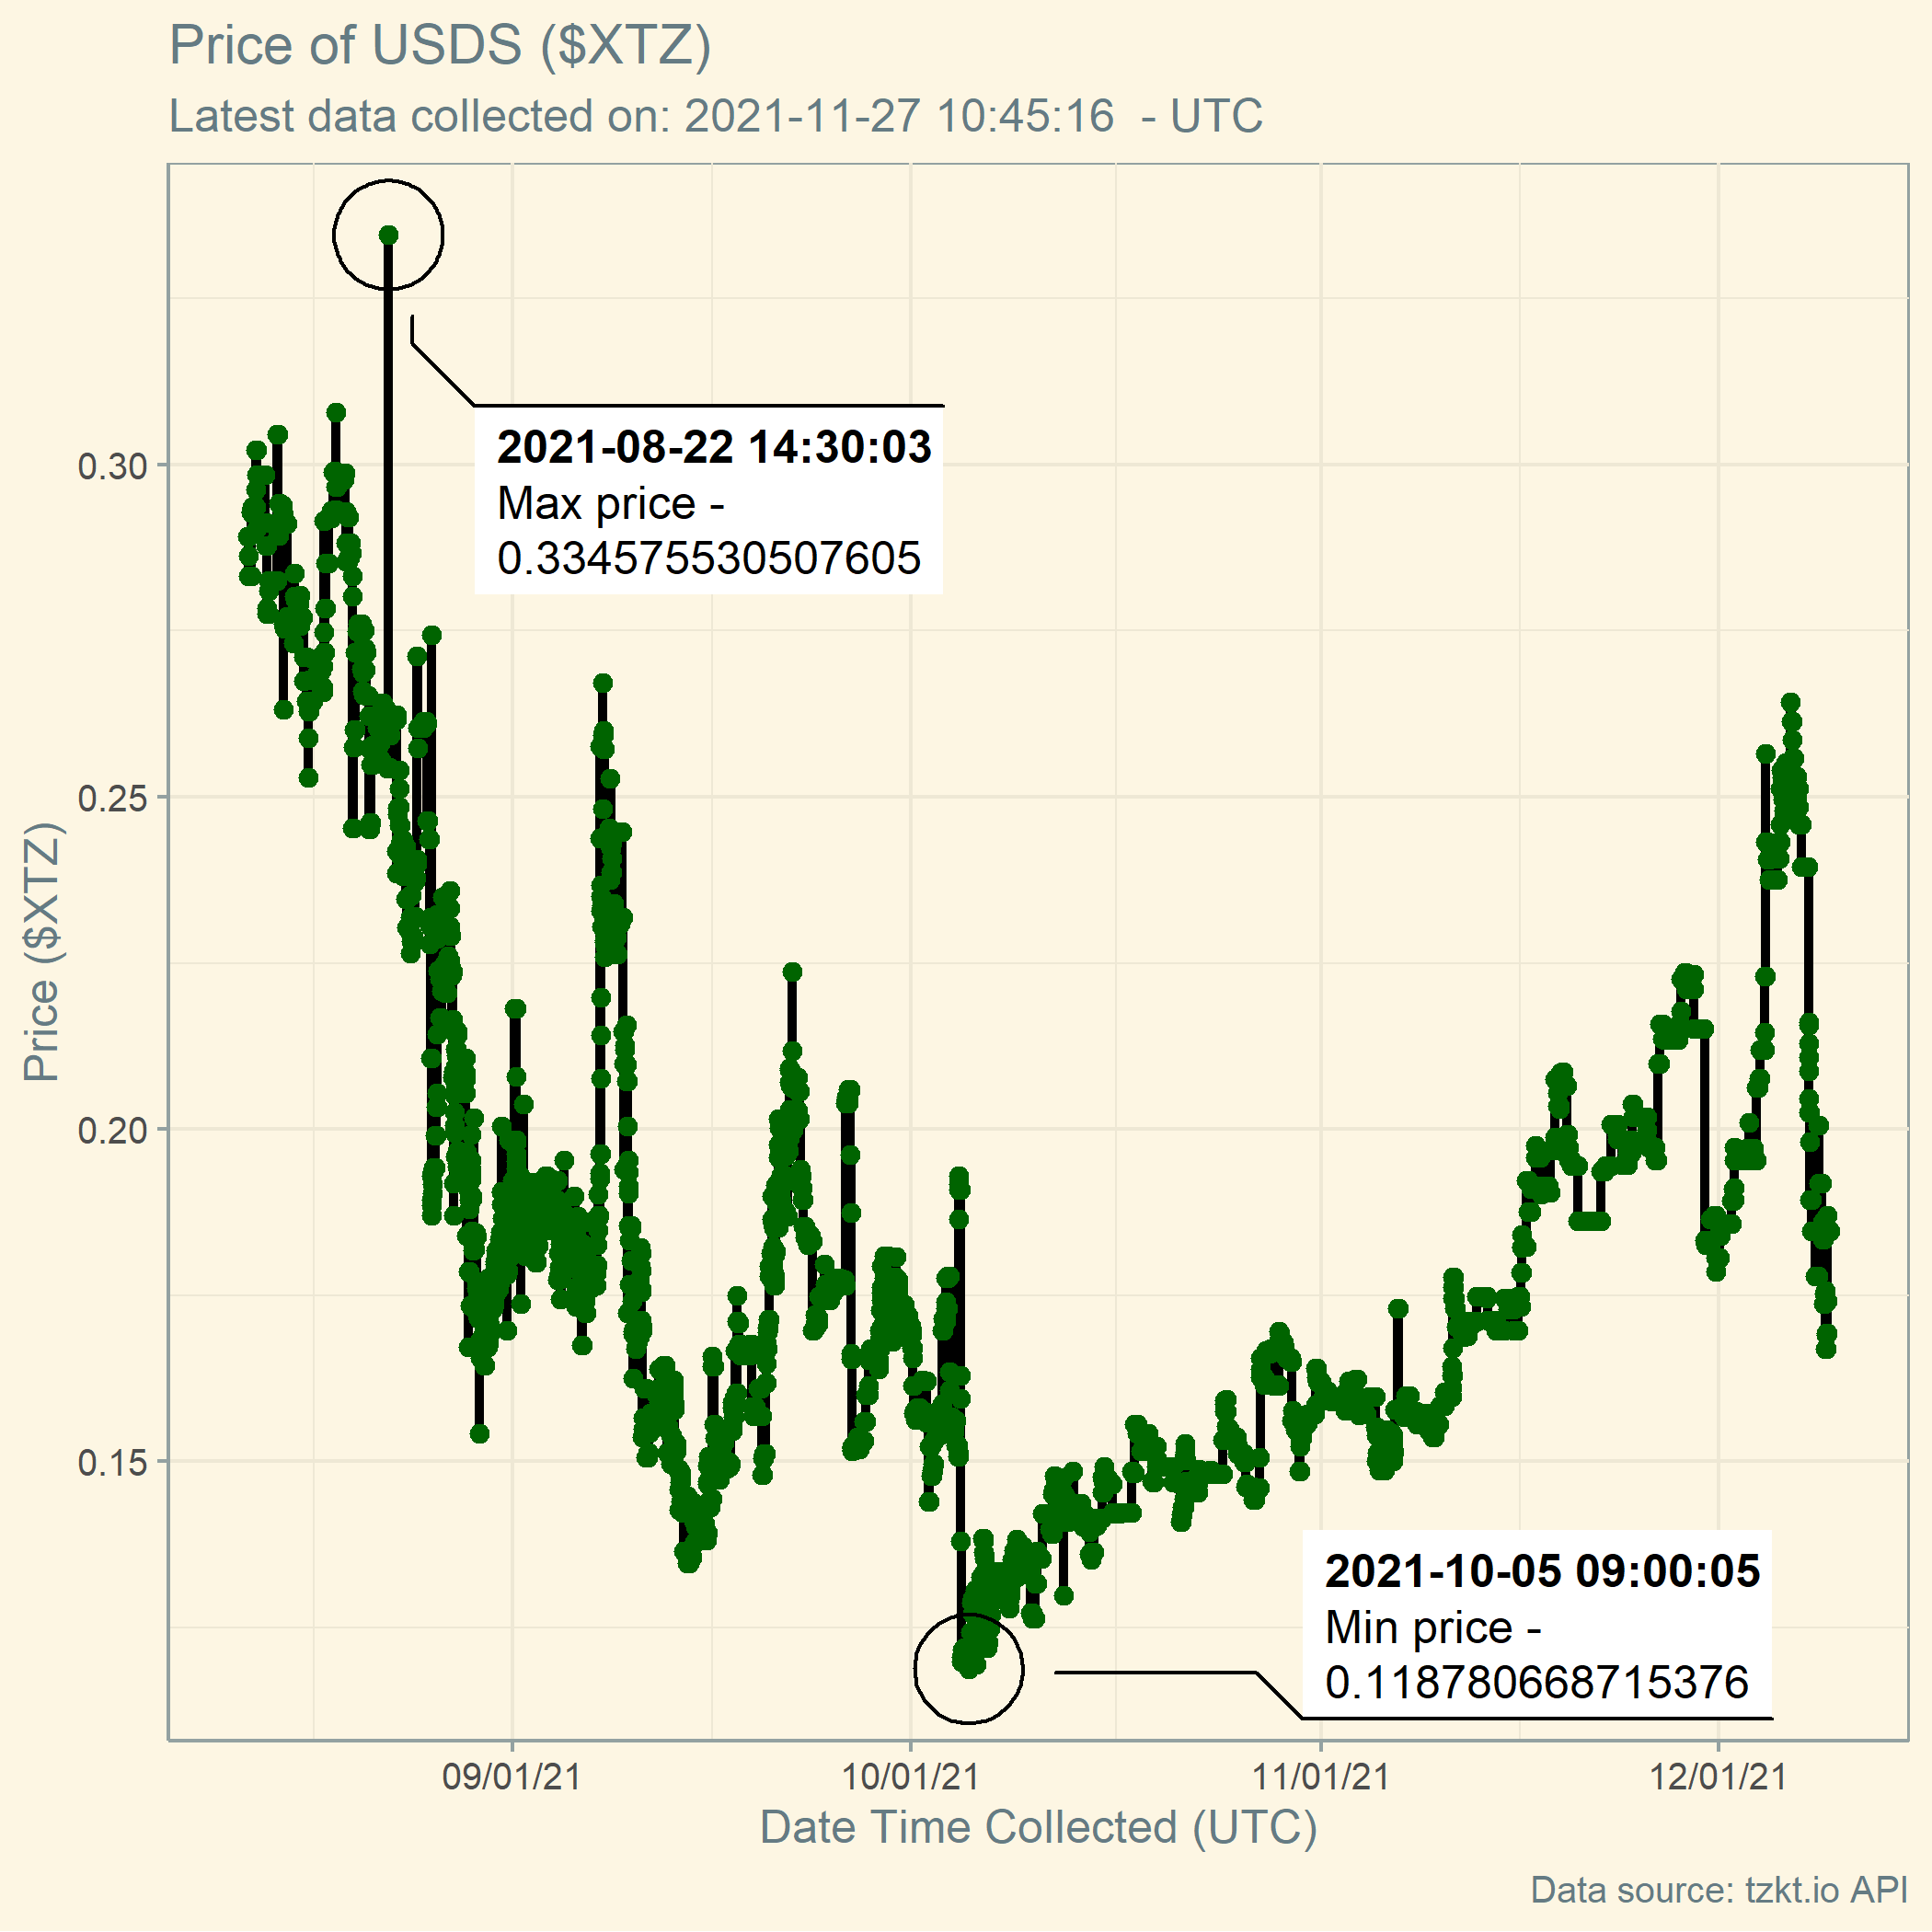 Price of USDS ($XTZ)
Latest data collected on: 2021-11-27 10:45:16  - UTC
2021-08-22 14:30:03
Max price -
0.334575530507605
0.30
0.25
0.20
0.15
Price ($XTZ)
2021-10-05 09:00:05
Min price -
0.118780668715376
09/01/21
10/01/21
11/01/21
12/01/21
Date Time Collected (UTC)
Data source: tzkt.io API